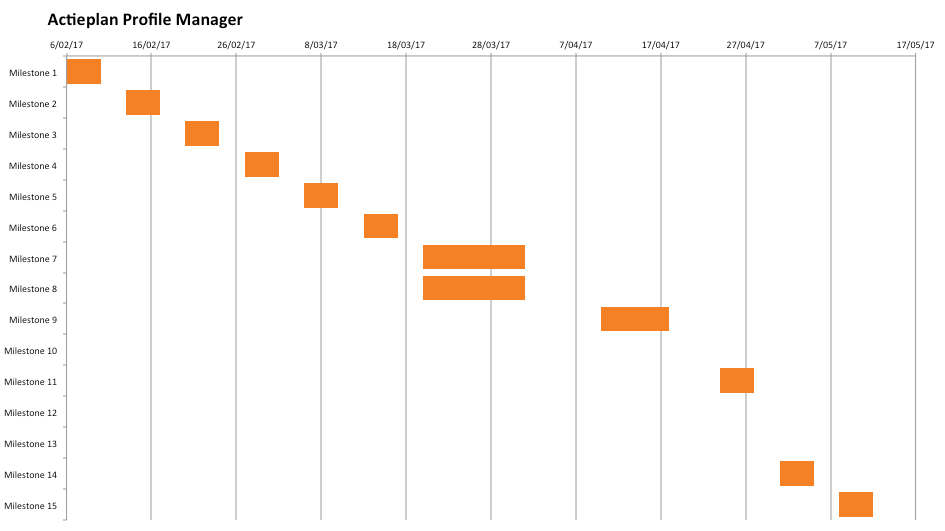 Actieplan Profile Manager
6/02/17 16/02/17 26/02/17 8/03/17 18/03/17 28/03/17 7/04/17 17/04/17 27/04/17 7/05/17 17/05/17
Milestone 1
Milestone 2
Milestone 3
Milestone 4
Milestone 5
Milestone 6
Milestone 7
Milestone 8
Milestone 9
Milestone 10
Milestone 11
Milestone 12
Milestone 13
Milestone 14
Milestone 15